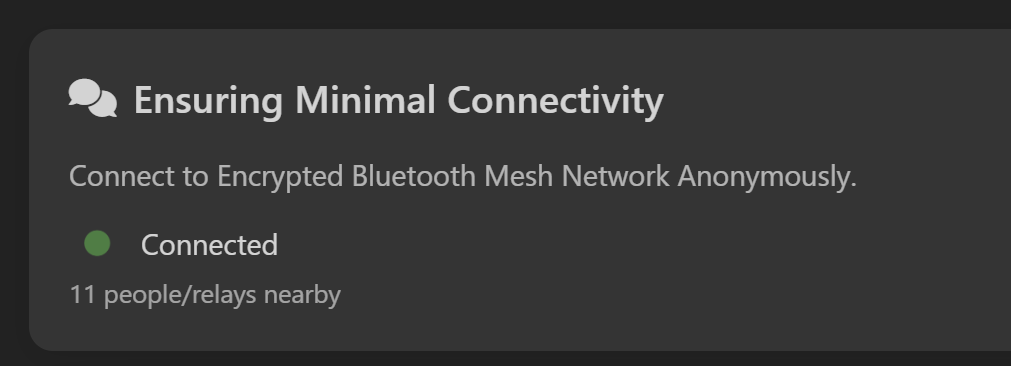 Ensuring Minimal Connectivity
Connect to Encrypted Bluetooth Mesh Network Anonymously.
Connected
11 people/relays nearby